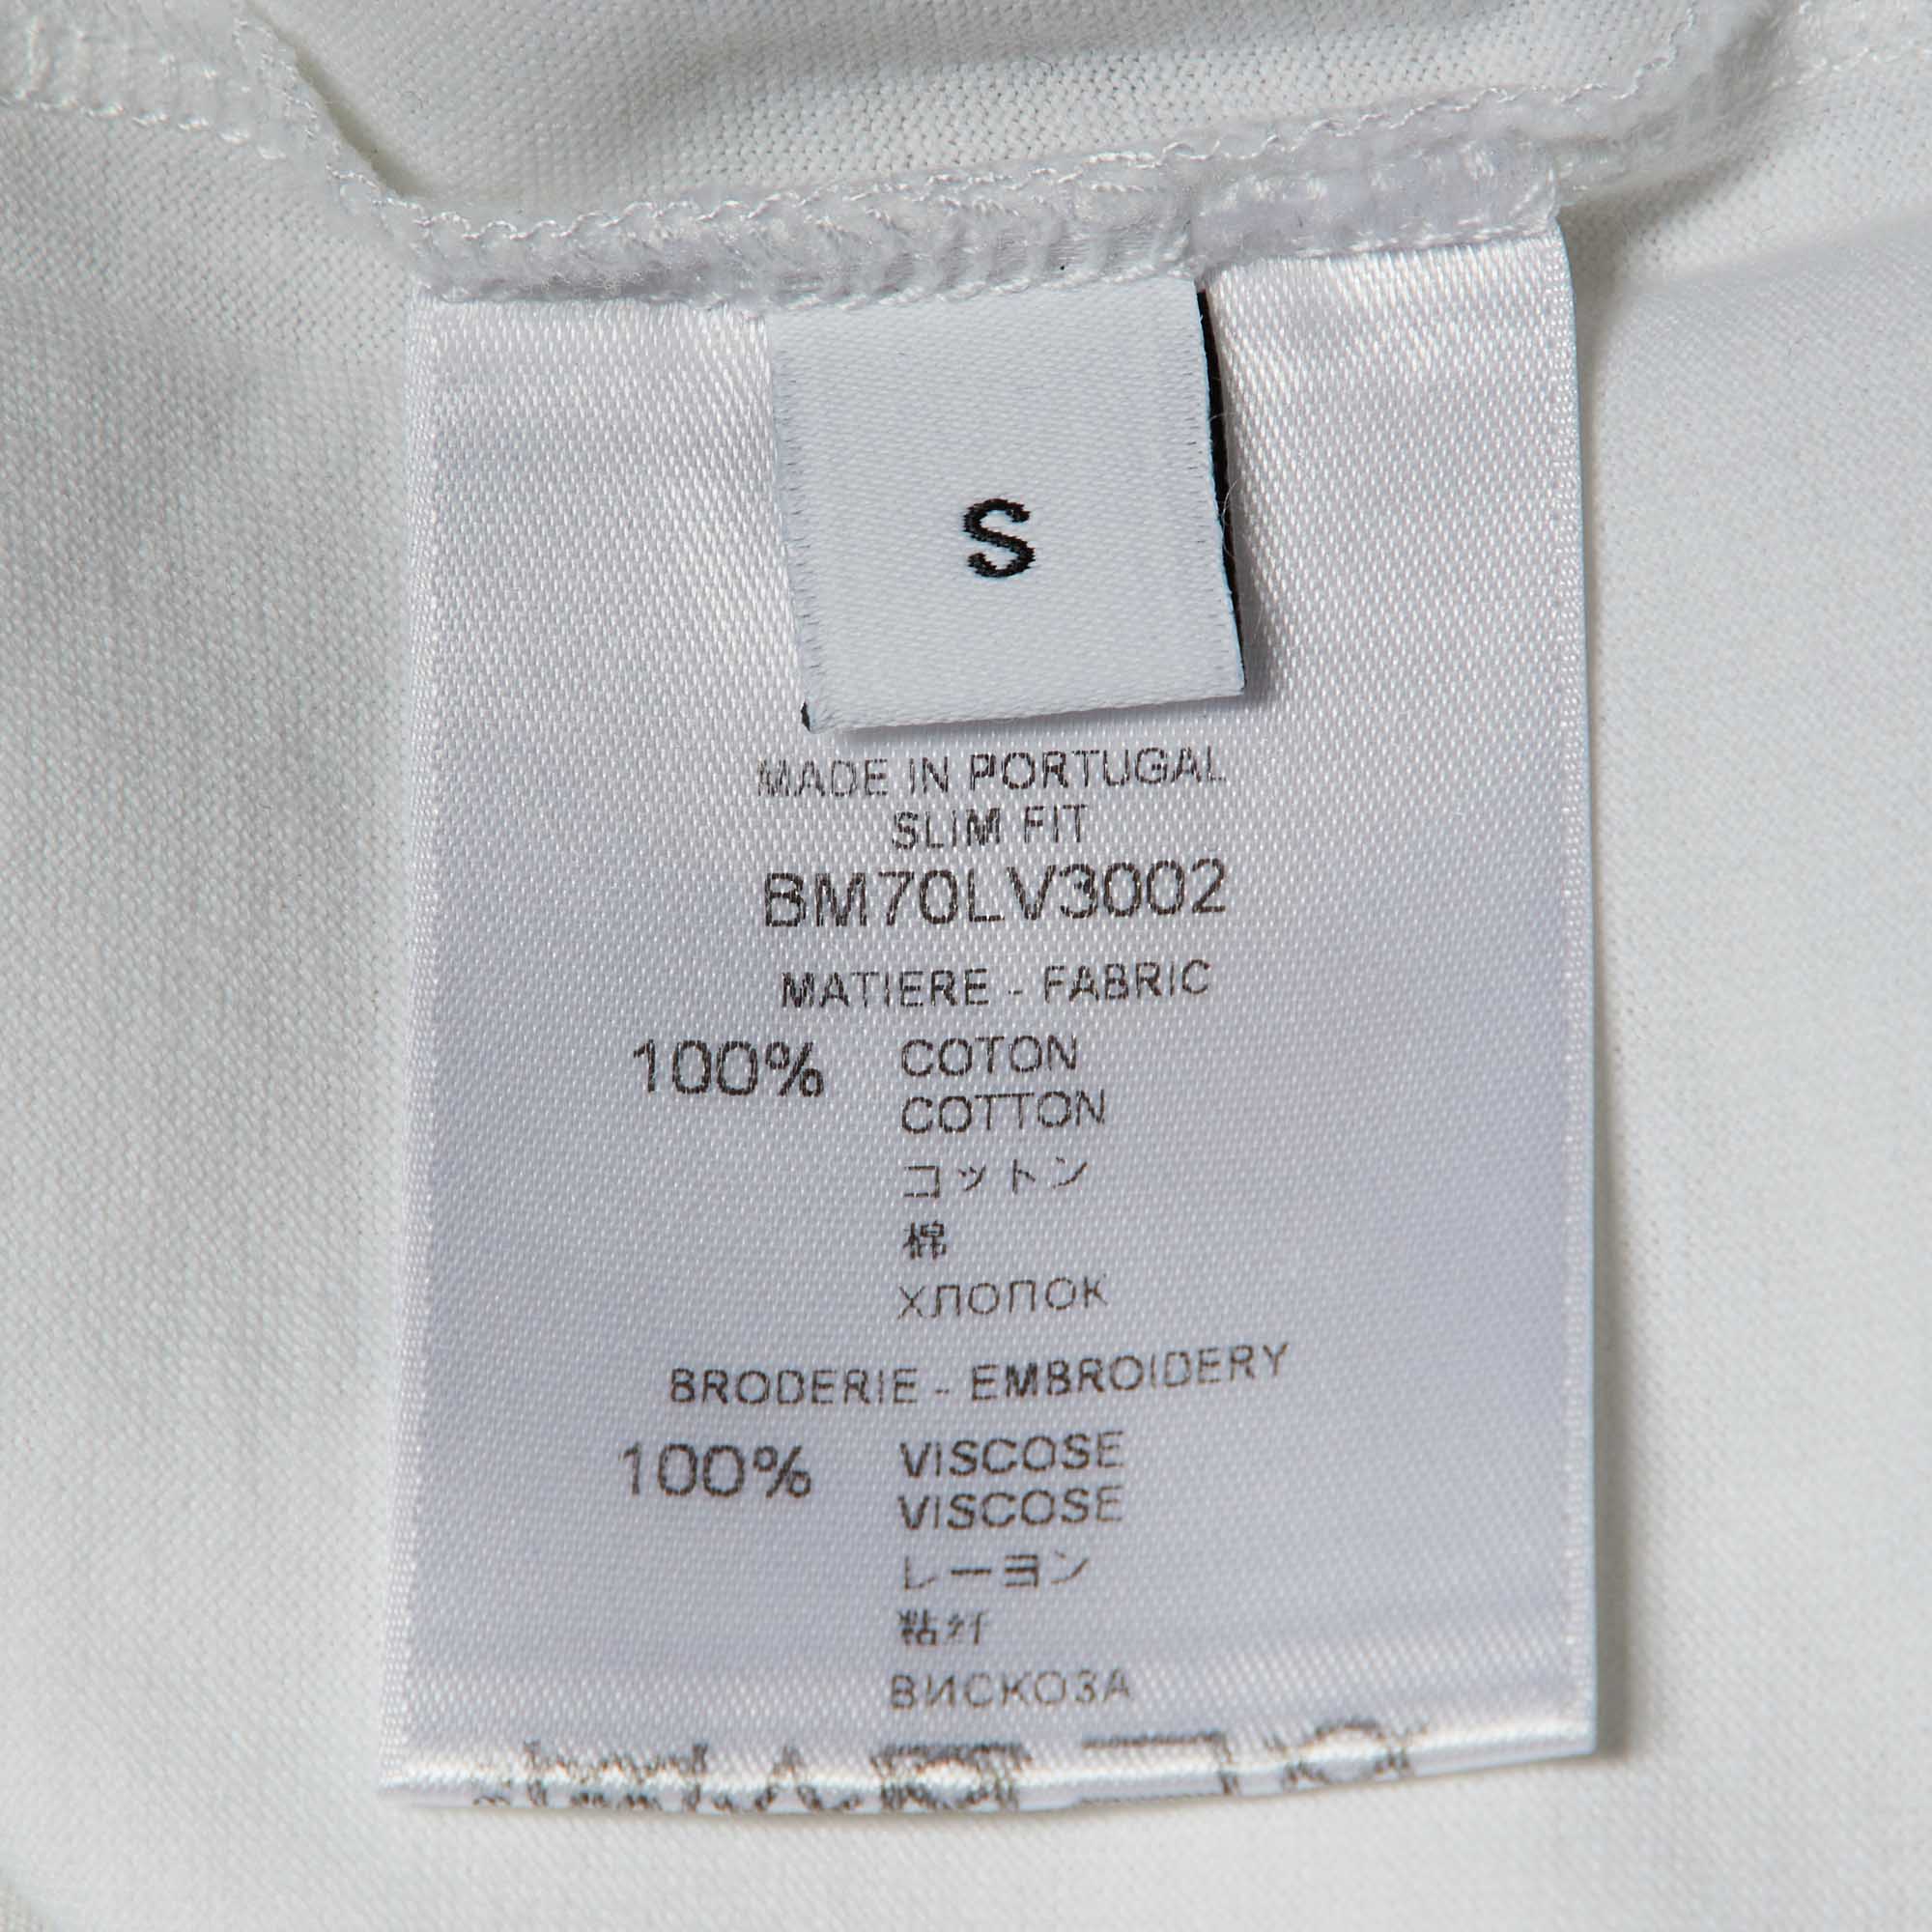 S
MADE IN PORTUGAL
SLIM FIT
BM70LV3002
MATIERE - FABRIC
100% COTON
COTTON
コットン
棉
ХЛОПОК
BRODERIE - EMBROIDERY
100% VISCOSE
VISCOSE
レーヨン
粘纤
ВИСКОЗА